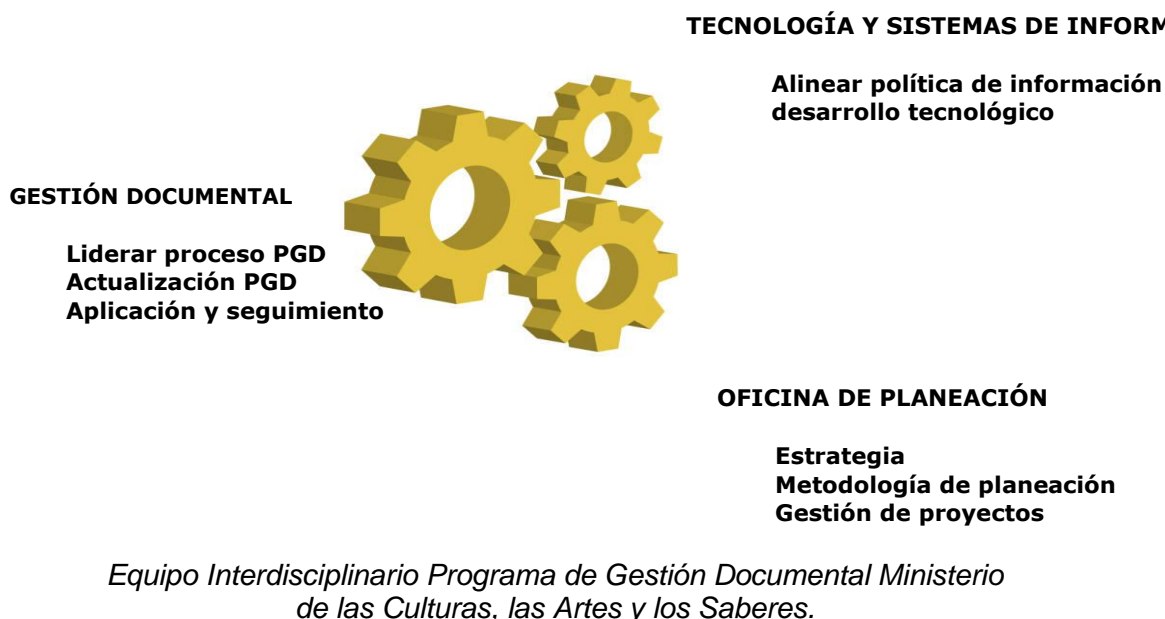 TECNOLOGÍA Y SISTEMAS DE INFORM
Alinear política de información
desarrollo tecnológico
GESTIÓN DOCUMENTAL
Liderar proceso PGD
Actualización PGD
Aplicación y seguimiento
OFICINA DE PLANEACIÓN
Estrategia
Metodología de planeación
Gestión de proyectos
Equipo Interdisciplinario Programa de Gestión Documental Ministerio
de las Culturas, las Artes y los Saberes.